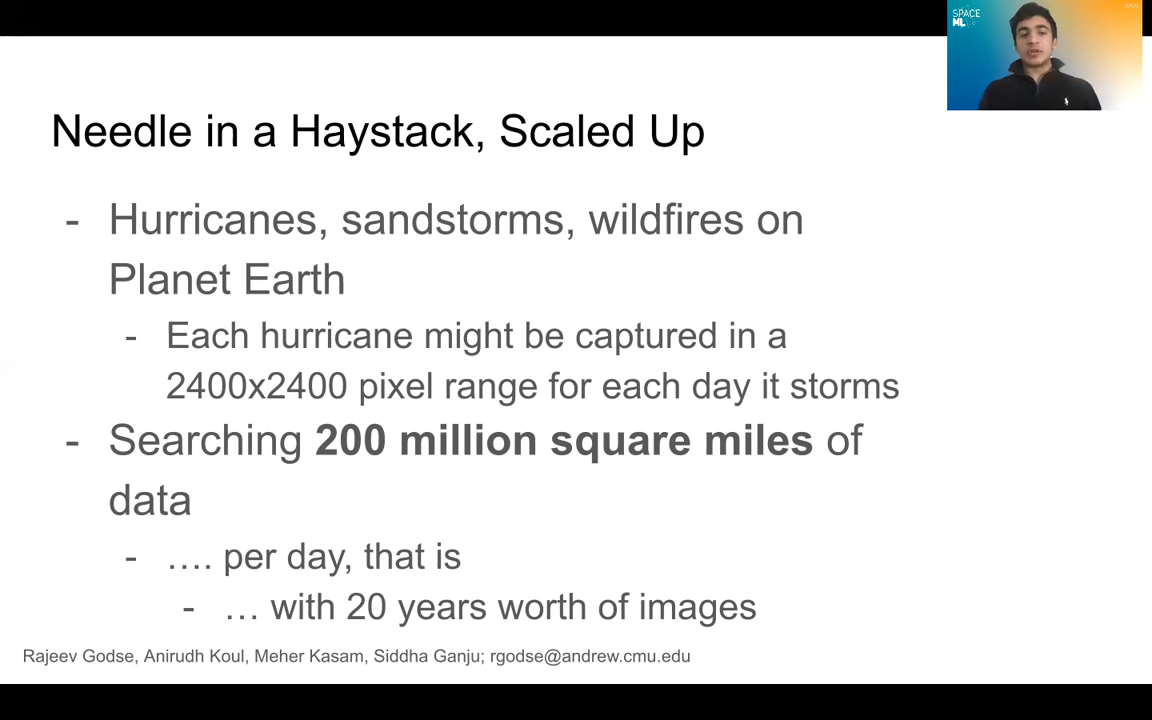 SPACE
ML
Needle in a Haystack, Scaled Up
- Hurricanes, sandstorms, wildfires on
Planet Earth
- Each hurricane might be captured in a
2400x2400 pixel range for each day it storms
- Searching 200 million square miles of
data
- …. per day, that is
- … with 20 years worth of images
Rajeev Godse, Anirudh Koul, Meher Kasam, Siddha Ganju; rgodse@andrew.cmu.edu